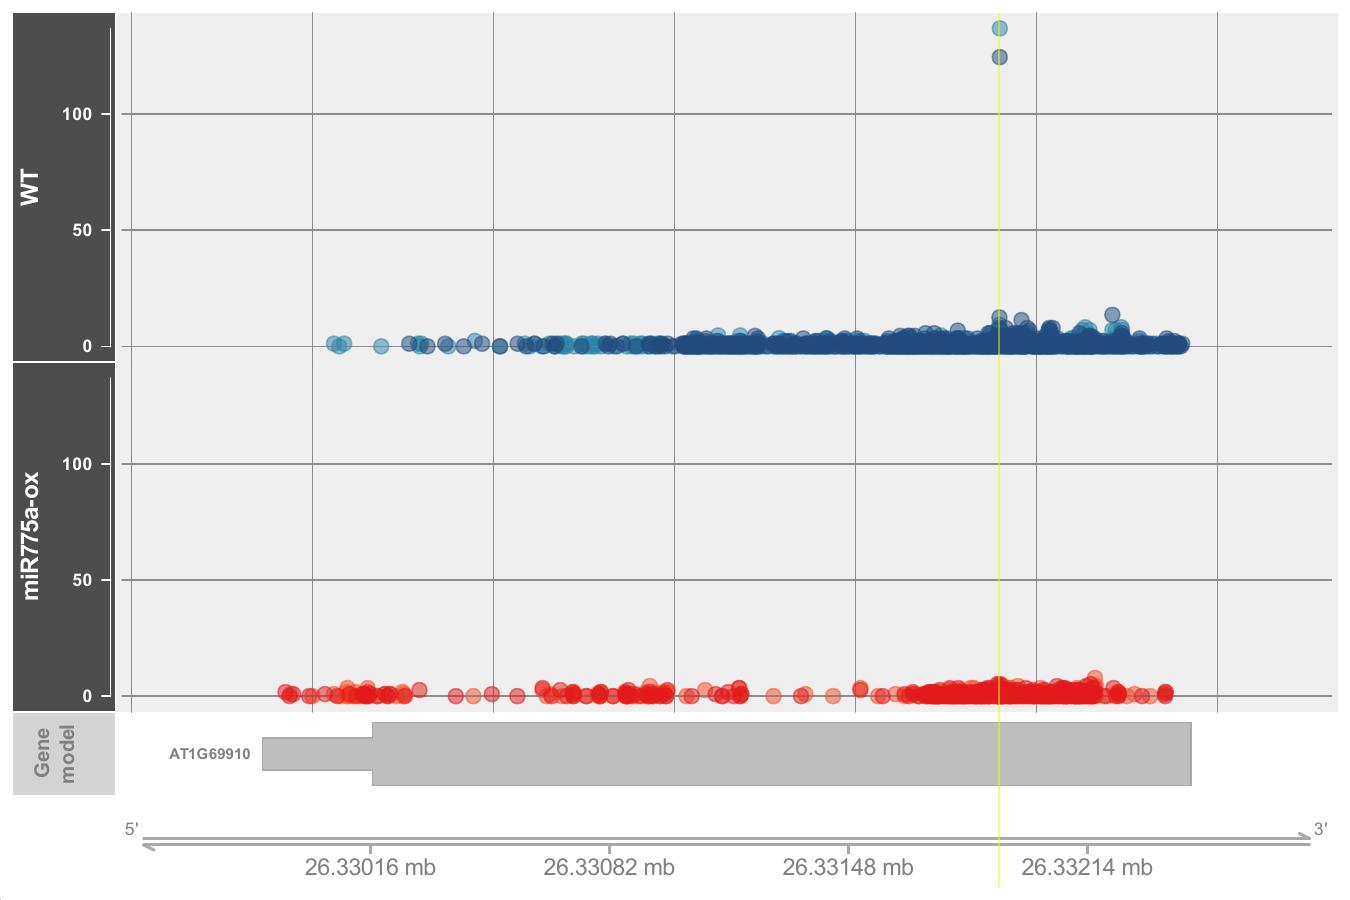 WT
100
50
0
miR775a-ox
100
50
0
Gene
model
AT1G69910
5'
3'
26.33016 mb
26.33082 mb
26.33148 mb
26.33214 mb